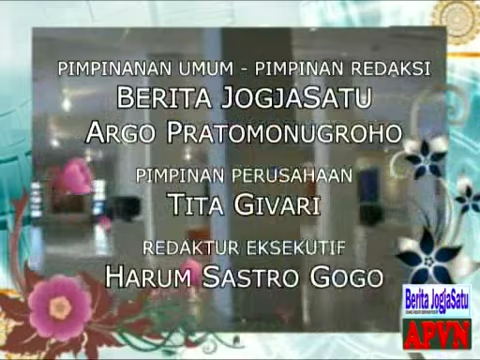 PIMPINANAN UMUM - PIMPINAN REDAKSI
BERITA JOGJASATU
ARGO PRATOMONUGROHO
PIMPINAN PERUSAHAAN
TITA GIVARI
REDAKTUR EKSEKUTIF
HARUM SASTRO GOGO
Berita JogjaSatu
APVN